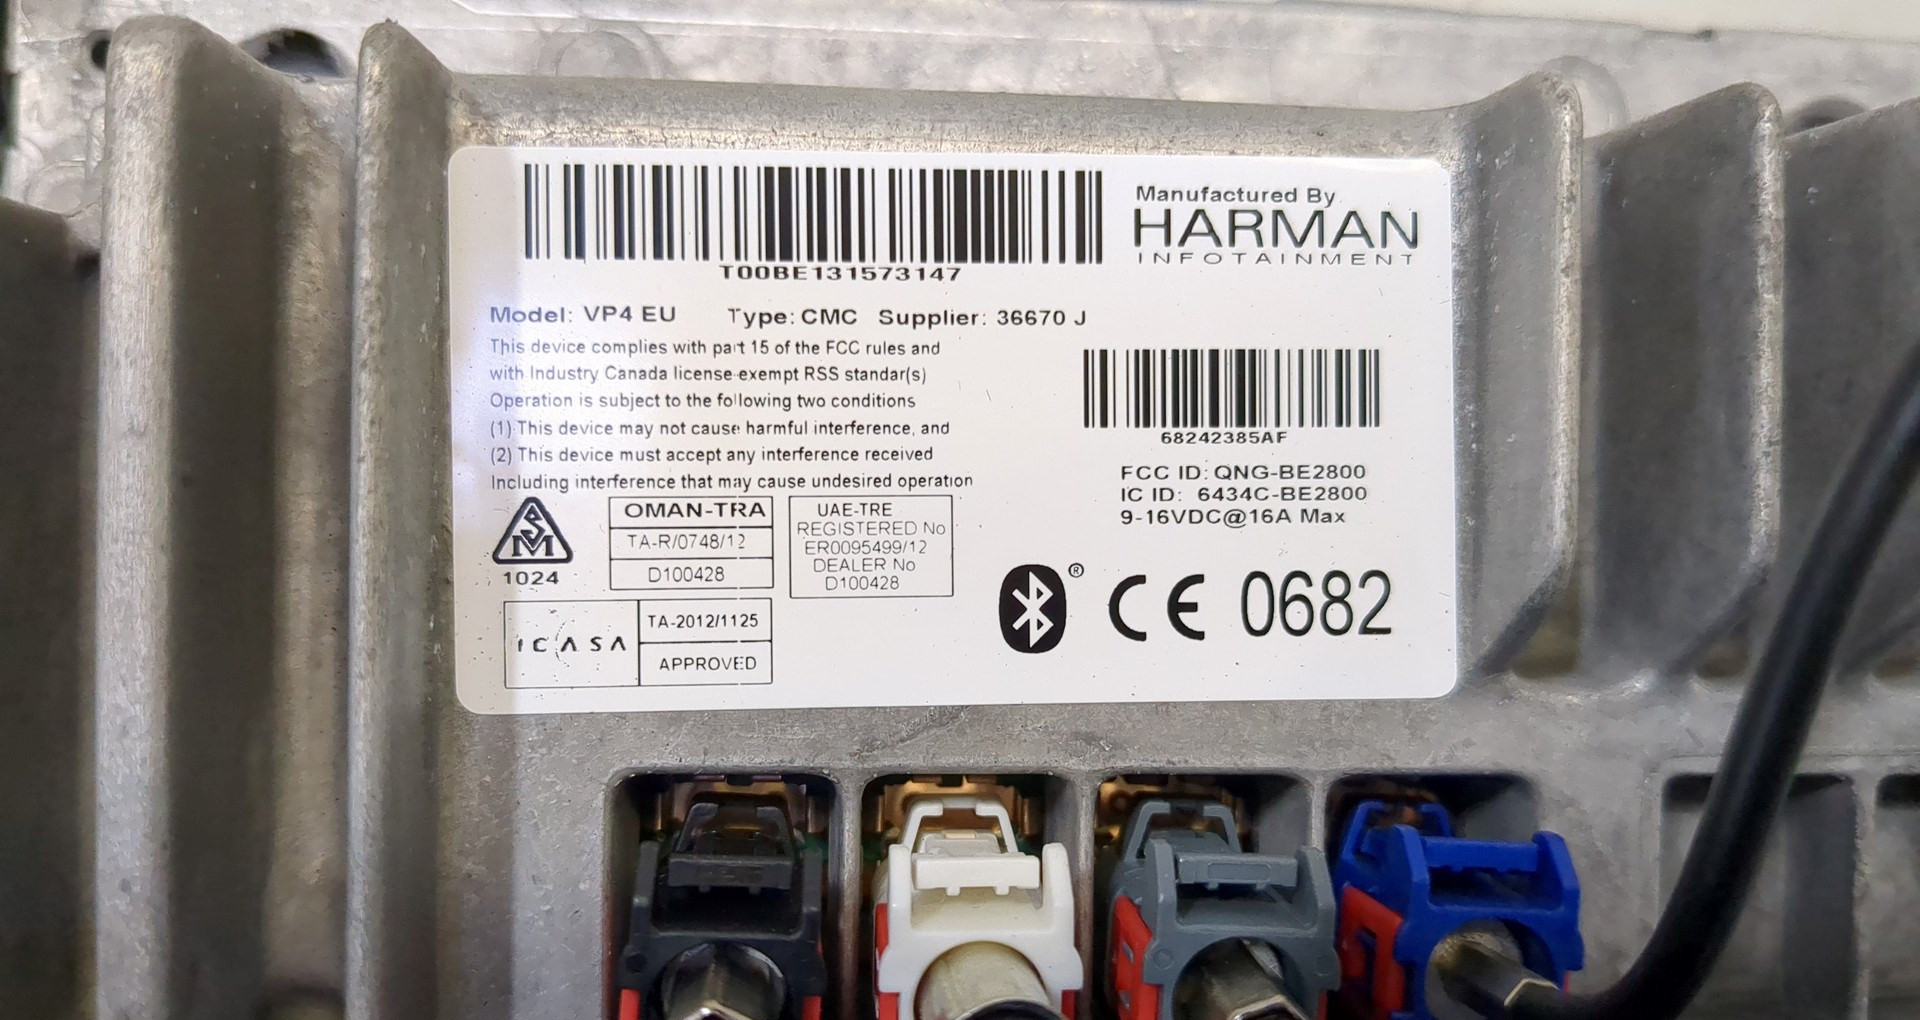 T00BE131573147
Manufactured By
HARMAN
INFOTAINMENT
Model: VP4 EU Type: CMC Supplier: 36670 J
This device complies with part 15 of the FCC rules and
with Industry Canada license-exempt RSS standar(s)
Operation is subject to the following two conditions
(1) This device may not cause harmful interference, and
(2) This device must accept any interference received
Including interference that may cause undesired operation
68242385AF
FCC ID: QNG-BE2800
IC ID: 6434C-BE2800
9-16VDC@16A Max
SM
1024
OMAN-TRA
TA-R/0748/12
D100428
UAE-TRE
REGISTERED No
ER0095499/12
DEALER No
D100428
ICASA
TA-2012/1125
APPROVED
® CE 0682